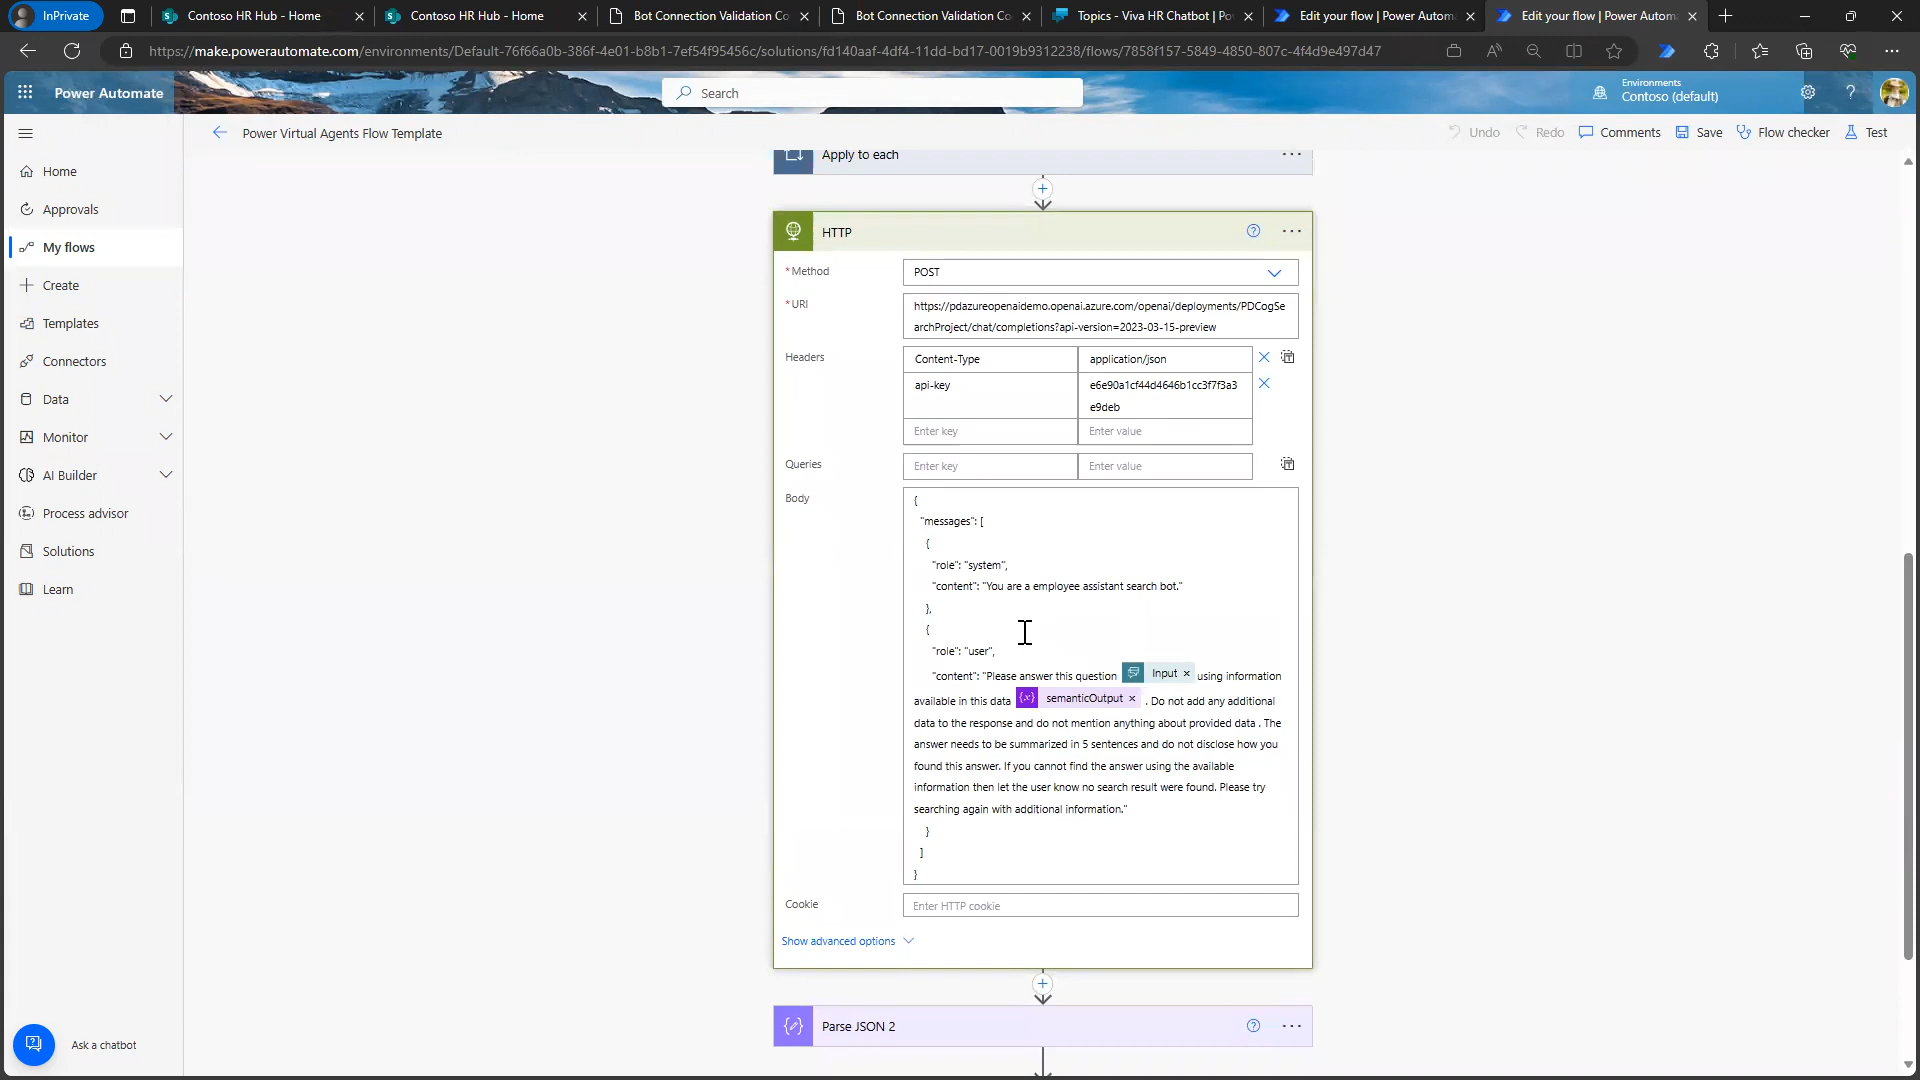 InPrivate
Contoso HR Hub - Home
Contoso HR Hub - Home
Bot Connection Validation Co
Bot Connection Validation Co
Topics - Viva HR Chatbot | Po
Edit your flow | Power Autom
Edit your flow | Power Autom
https://make.powerautomate.com/environments/Default-76f66a0b-386f-4e01-b8b1-7ef54f95456c/solutions/fd140aaf-4df4-11dd-bd17-0019b9312238/flows/7858f157-5849-4850-807c-4f4d9e497d47
Power Automate
Search
Environments
Contoso (default)
Power Virtual Agents Flow Template
Undo
Redo
Comments
Save
Flow checker
Test
Home
Approvals
My flows
Create
Templates
Connectors
Data
Monitor
AI Builder
Process advisor
Solutions
Learn
Ask a chatbot
Apply to each
HTTP
* Method
POST
* URI
https://pdazureopenaidemo.openai.azure.com/openai/deployments/PDCogSe
archProject/chat/completions?api-version=2023-03-15-preview
Headers
Content-Type
application/json
api-key
e6e90a1cf44d4646b1cc3f7f3a3
e9deb
Enter key
Enter value
Queries
Enter key
Enter value
Body
{
"messages": [
{
"role": "system",
"content": "You are a employee assistant search bot."
},
{
"role": "user",
"content": "Please answer this question Input × using information
available in this data {x} semanticOutput × . Do not add any additional
data to the response and do not mention anything about provided data . The
answer needs to be summarized in 5 sentences and do not disclose how you
found this answer. If you cannot find the answer using the available
information then let the user know no search result were found. Please try
searching again with additional information."
}
]
}
Cookie
Enter HTTP cookie
Show advanced options
Parse JSON 2